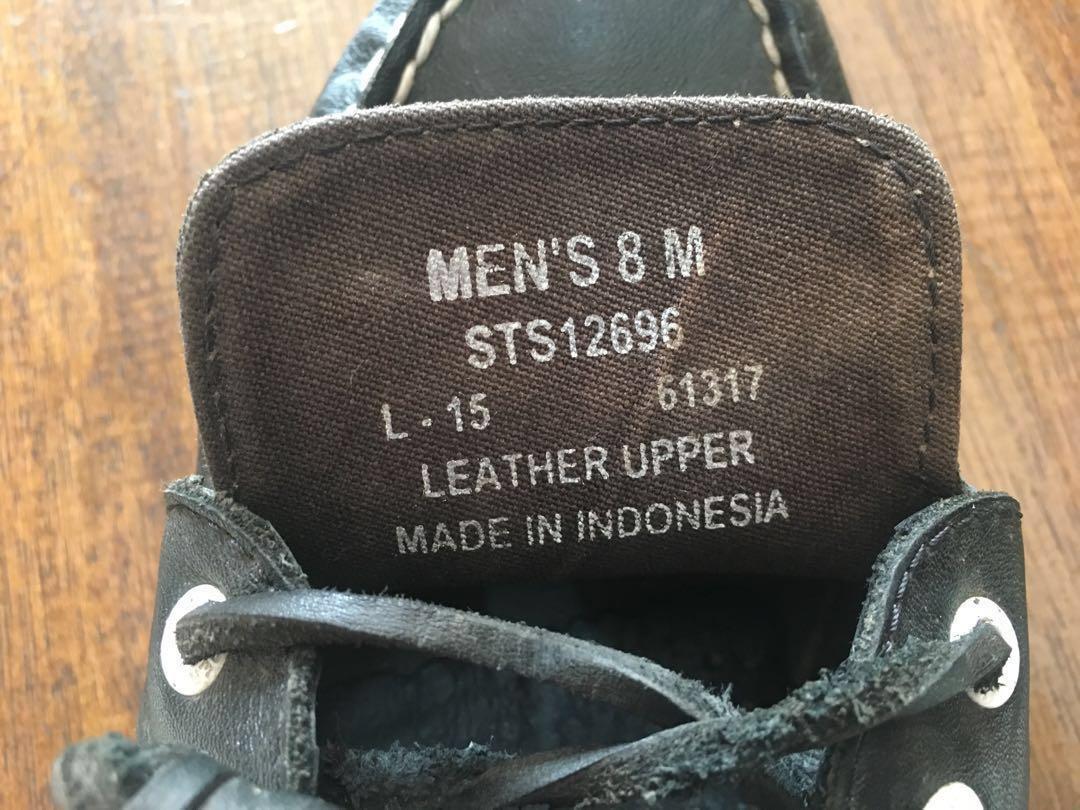 MEN'S 8 M
STS12696
L - 15 61317
LEATHER UPPER
MADE IN INDONESIA